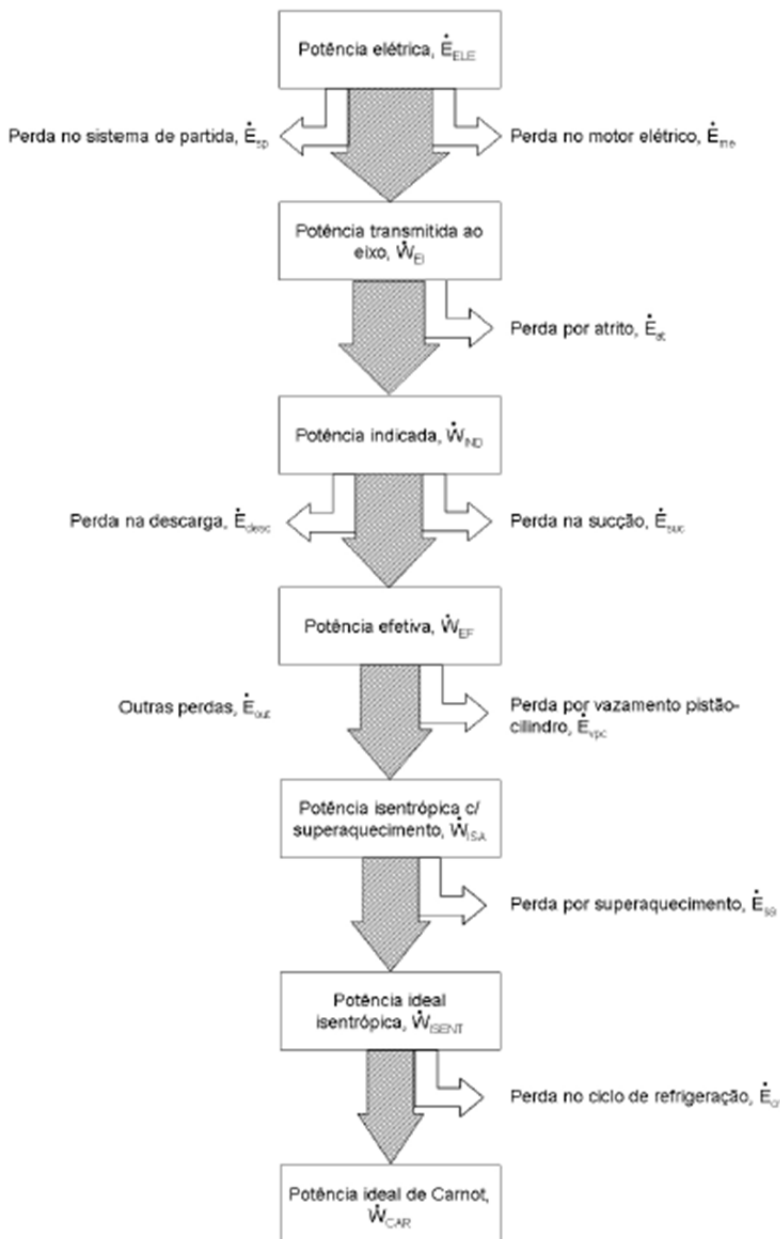 Potência elétrica, Ė_ELE
Perda no sistema de partida, Ė_sp
Perda no motor elétrico, Ė_me
Potência transmitida ao
eixo, Ẇ_EI
Perda por atrito, Ė_at
Potência indicada, Ẇ_IND
Perda na descarga, Ė_desc
Perda na sucção, Ė_suc
Potência efetiva, Ẇ_EF
Outras perdas, Ė_out
Perda por vazamento pistão-
cilindro, Ė_vpc
Potência isentrópica c/
superaquecimento, Ẇ_ISA
Perda por superaquecimento, Ė_sa
Potência ideal
isentrópica, Ẇ_ISENT
Perda no ciclo de refrigeração, Ė_cr
Potência ideal de Carnot,
Ẇ_CAR